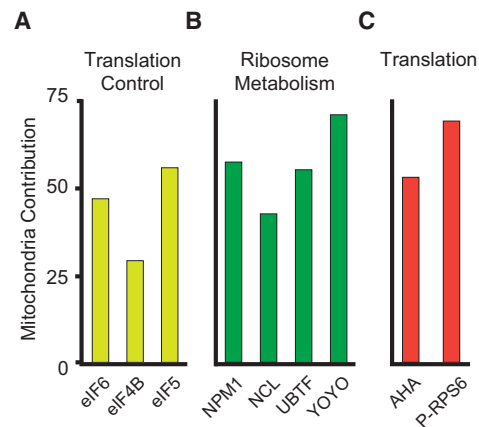 A
B
C
Translation
Control
Ribosome
Metabolism
Translation
Mitochondria Contribution
75
50
25
0
eIF6
eIF4B
eIF5
NPM1
NCL
UBTF
YOYO
AHA
P-RPS6